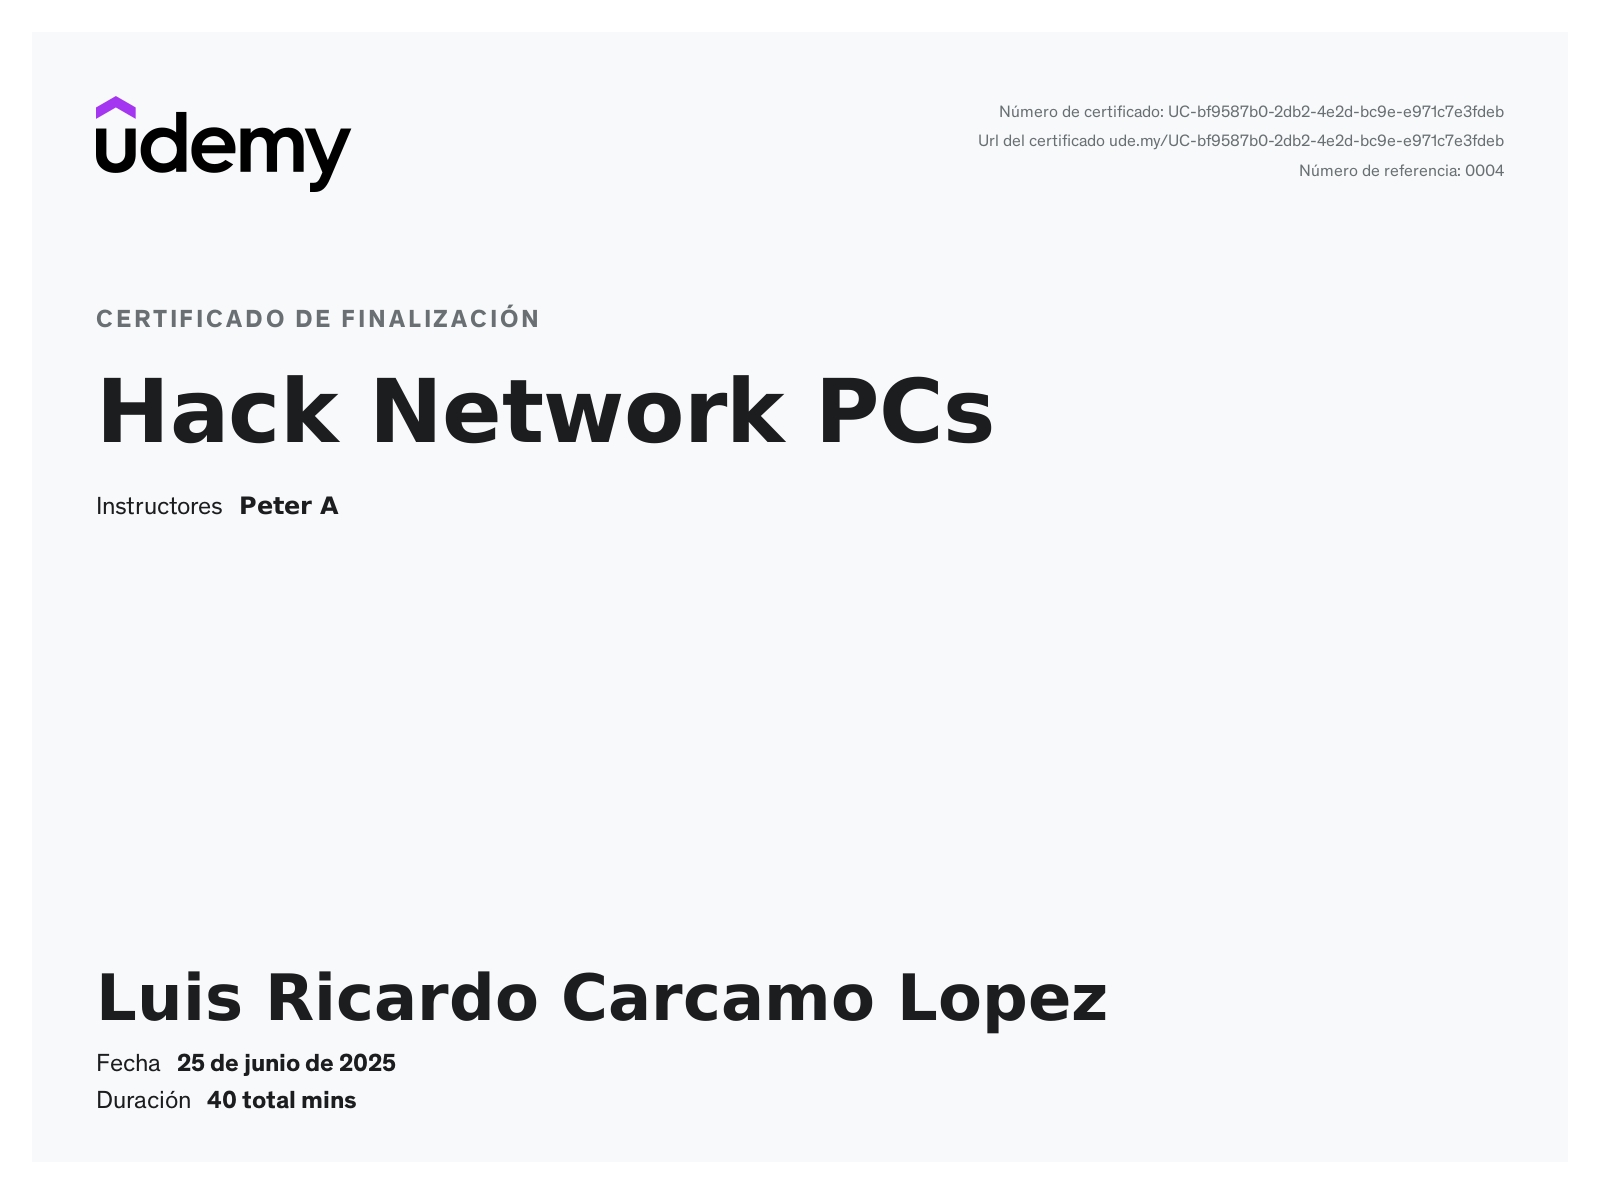 udemy
Número de certificado: UC-bf9587b0-2db2-4e2d-bc9e-e971c7e3fdeb
Url del certificado ude.my/UC-bf9587b0-2db2-4e2d-bc9e-e971c7e3fdeb
Número de referencia: 0004
CERTIFICADO DE FINALIZACIÓN
Hack Network PCs
Instructores Peter A
Luis Ricardo Carcamo Lopez
Fecha 25 de junio de 2025
Duración 40 total mins